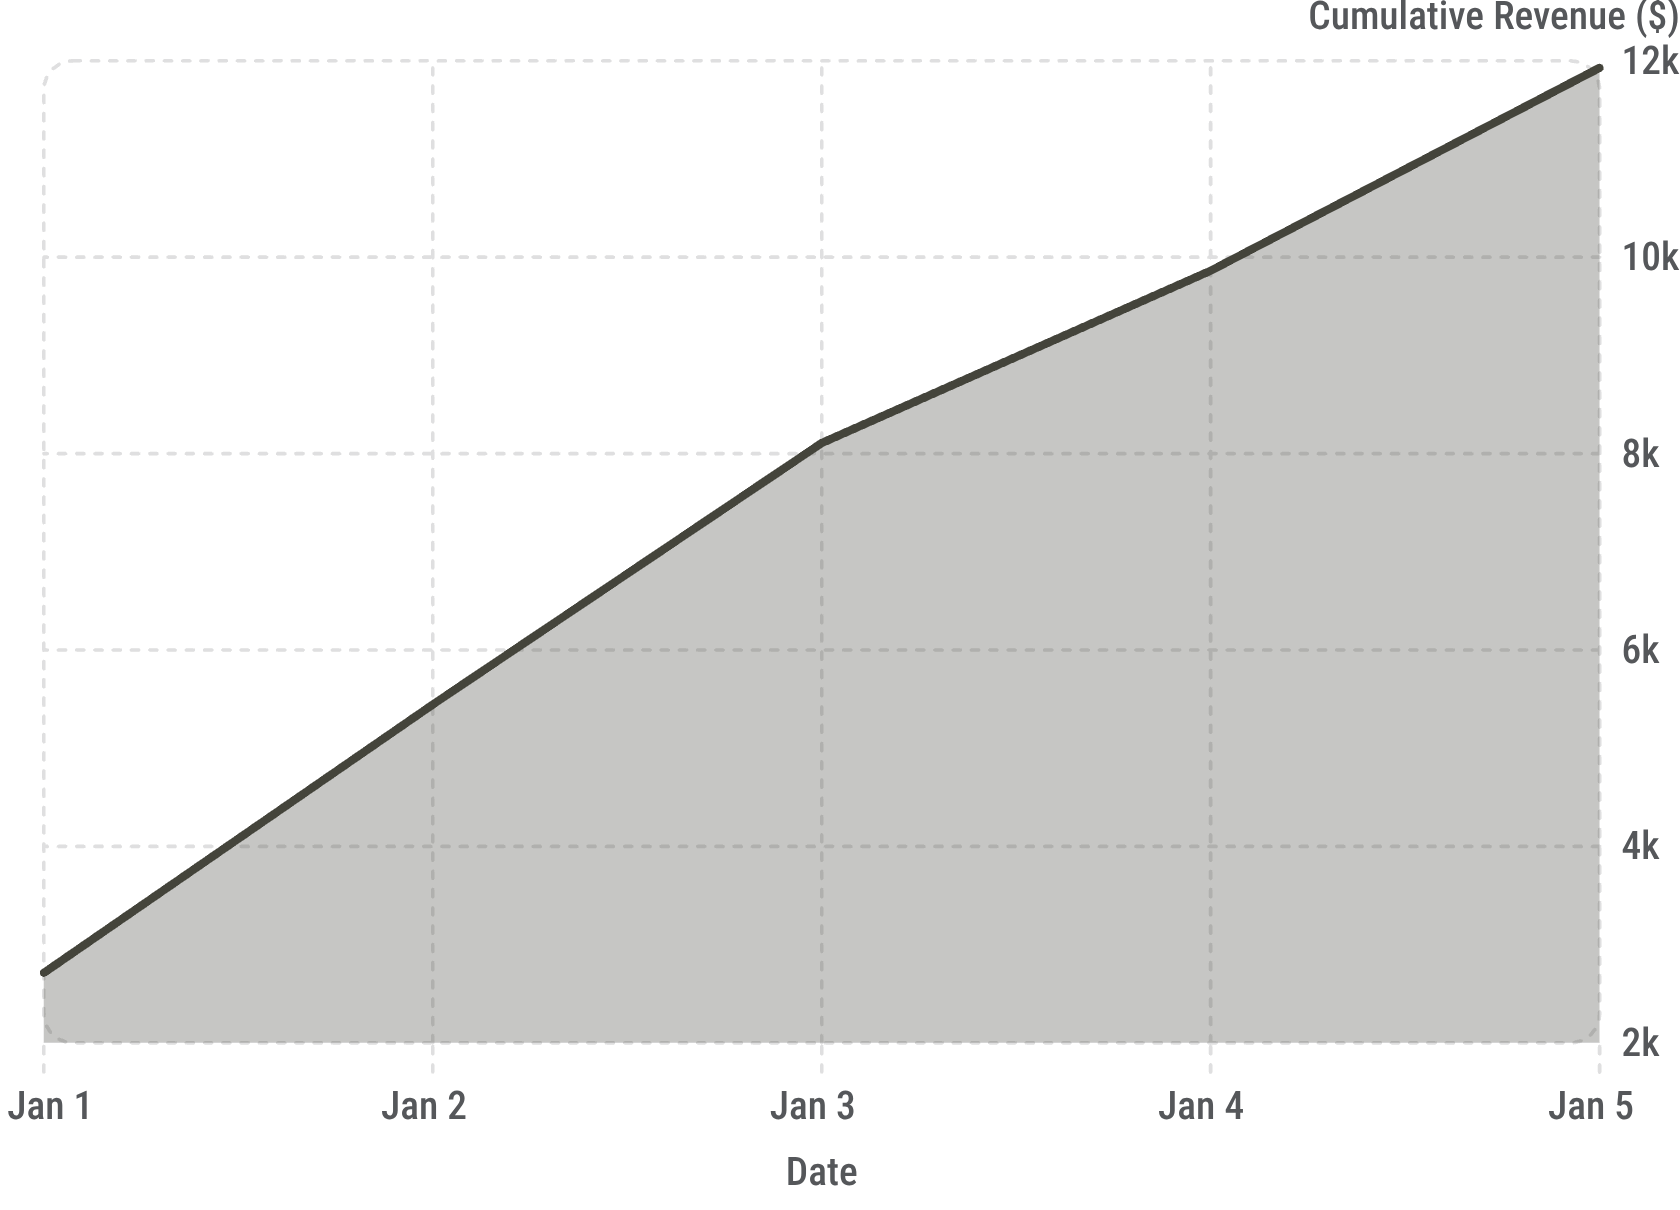 Cumulative Revenue ($)
12k
10k
8k
6k
4k
2k
Jan 1 Jan 2 Jan 3 Jan 4 Jan 5
Date